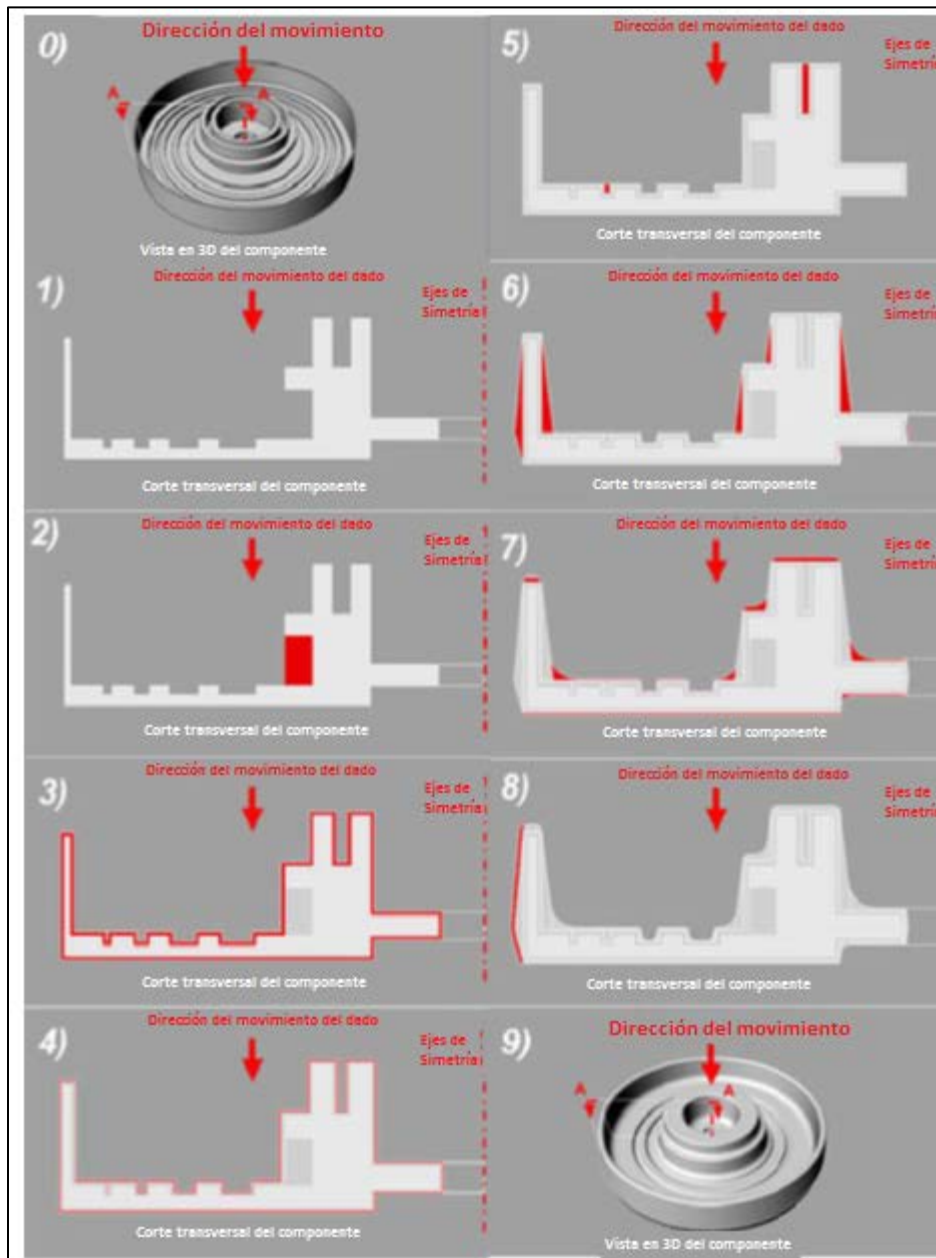 0)
Dirección del movimiento
A
A
Vista en 3D del componente
5)
Dirección del movimiento del dado
Ejes de
Simetría
Corte transversal del componente
1)
Dirección del movimiento del dado
Ejes de
Simetría
Corte transversal del componente
6)
Dirección del movimiento del dado
Ejes de
Simetría
Corte transversal del componente
2)
Dirección del movimiento del dado
Ejes de
Simetría
Corte transversal del componente
7)
Dirección del movimiento del dado
Ejes de
Simetría
Corte transversal del componente
3)
Dirección del movimiento del dado
Ejes de
Simetría
Corte transversal del componente
8)
Dirección del movimiento del dado
Ejes de
Simetría
Corte transversal del componente
4)
Dirección del movimiento del dado
Ejes de
Simetría
Corte transversal del componente
9)
Dirección del movimiento
A
A
Vista en 3D del componente